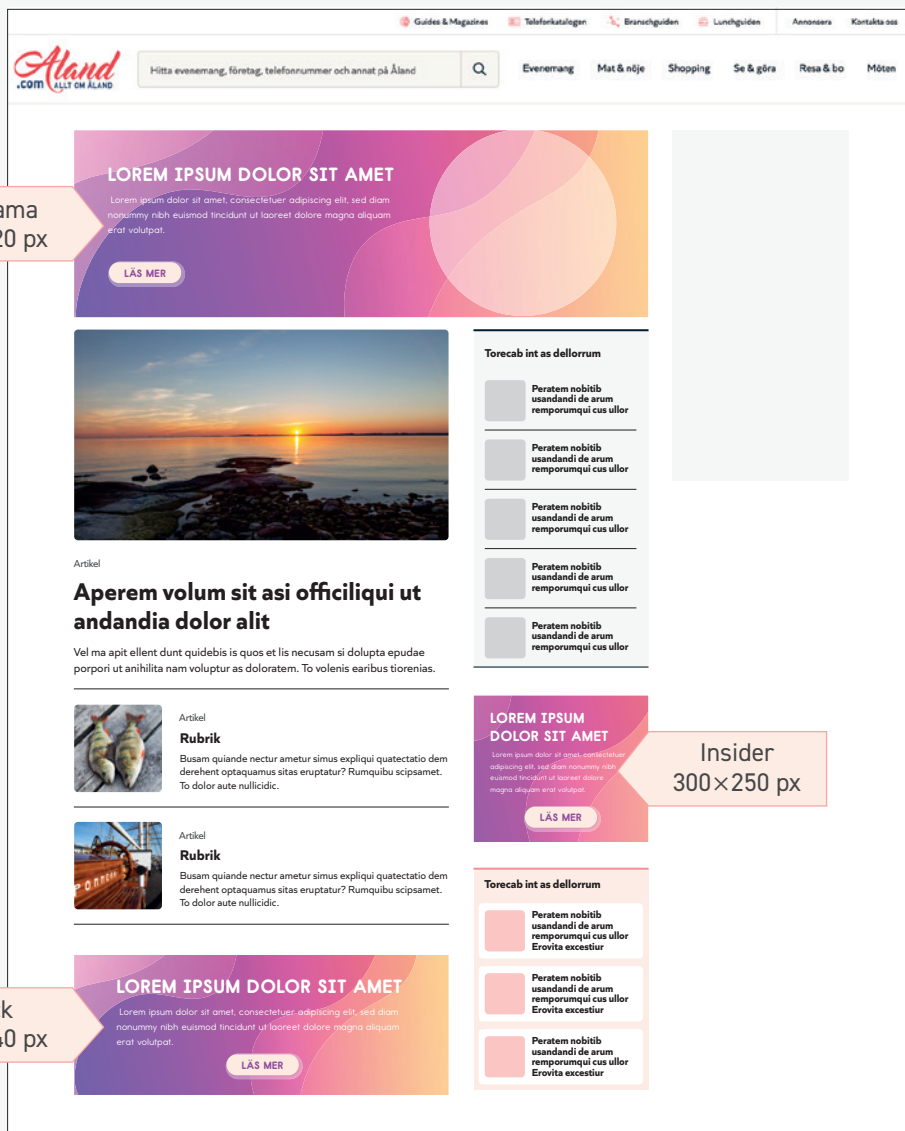 Guides & Magazines Telefonkatalogen Branschguiden Lunchguiden Annonsera Kontakta oss
Åland
.com ALLT OM ÅLAND
Hitta evenemang, företag, telefonnummer och annat på Åland
Evenemang Mat & nöje Shopping Se & göra Resa & bo Möten
LOREM IPSUM DOLOR SIT AMET
Lorem ipsum dolor sit amet, consectetuer adipiscing elit, sed diam
nonummy nibh euismod tincidunt ut laoreet dolore magna aliquam
erat volutpat.
LÄS MER
ama
20 px
Artikel
Aperem volum sit asi officiliqui ut
andandia dolor alit
Vel ma apit ellent dunt quidebis is quos et lis necusam si dolupta epudae
porpori ut anihilita nam voluptur as doloratem. To volenis earibus tiorenias.
Artikel
Rubrik
Busam quiande nectur ametur simus expliqui quatectatio dem
derehent optaquamus sitas eruptatur? Rumquibu scipsamet.
To dolor aute nullicidic.
Artikel
Rubrik
Busam quiande nectur ametur simus expliqui quatectatio dem
derehent optaquamus sitas eruptatur? Rumquibu scipsamet.
To dolor aute nullicidic.
LOREM IPSUM DOLOR SIT AMET
Lorem ipsum dolor sit amet, consectetuer adipiscing elit, sed diam
nonummy nibh euismod tincidunt ut laoreet dolore magna aliquam
erat volutpat.
LÄS MER
ck
40 px
Torecab int as dellorrum
Peratem nobitib
usandandi de arum
remporumqui cus ullor
Peratem nobitib
usandandi de arum
remporumqui cus ullor
Peratem nobitib
usandandi de arum
remporumqui cus ullor
Peratem nobitib
usandandi de arum
remporumqui cus ullor
Peratem nobitib
usandandi de arum
remporumqui cus ullor
LOREM IPSUM
DOLOR SIT AMET
Lorem ipsum dolor sit amet, consectetuer
adipiscing elit, sed diam nonummy nibh
euismod tincidunt ut laoreet dolore
magna aliquam erat volutpat.
LÄS MER
Insider
300×250 px
Torecab int as dellorrum
Peratem nobitib
usandandi de arum
remporumqui cus ullor
Erovita excestiur
Peratem nobitib
usandandi de arum
remporumqui cus ullor
Erovita excestiur
Peratem nobitib
usandandi de arum
remporumqui cus ullor
Erovita excestiur